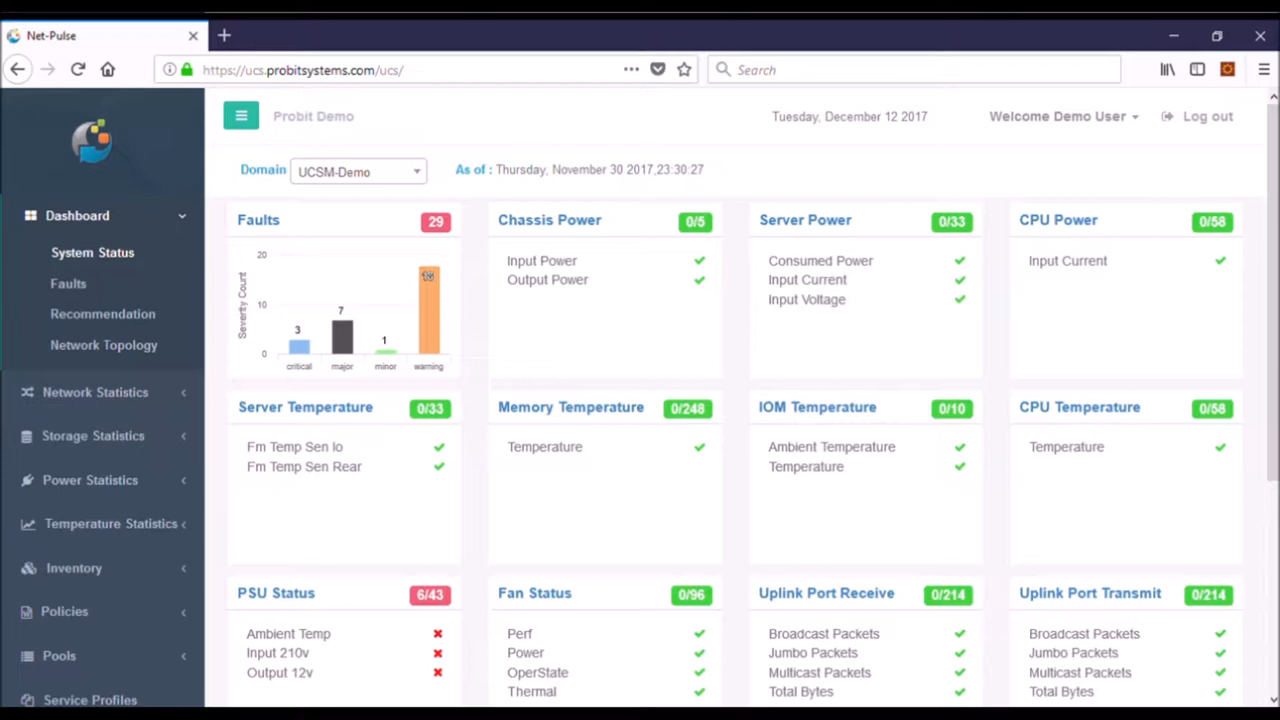 Net-Pulse
https://ucs.probitsystems.com/ucs/
Search
Probit Demo
Tuesday, December 12 2017
Welcome Demo User
Log out
Domain
UCSM-Demo
As of : Thursday, November 30 2017,23:30:27
Dashboard
System Status
Faults
Recommendation
Network Topology
Network Statistics
Storage Statistics
Power Statistics
Temperature Statistics
Inventory
Policies
Pools
Service Profiles
Faults 29
Severity Count
20
10
0
3
7
1
18
critical major minor warning
Chassis Power 0/5
Input Power
Output Power
Server Power 0/33
Consumed Power
Input Current
Input Voltage
CPU Power 0/58
Input Current
Server Temperature 0/33
Fm Temp Sen Io
Fm Temp Sen Rear
Memory Temperature 0/248
Temperature
IOM Temperature 0/10
Ambient Temperature
Temperature
CPU Temperature 0/58
Temperature
PSU Status 6/43
Ambient Temp
Input 210v
Output 12v
Fan Status 0/96
Perf
Power
OperState
Thermal
Uplink Port Receive 0/214
Broadcast Packets
Jumbo Packets
Multicast Packets
Total Bytes
Uplink Port Transmit 0/214
Broadcast Packets
Jumbo Packets
Multicast Packets
Total Bytes